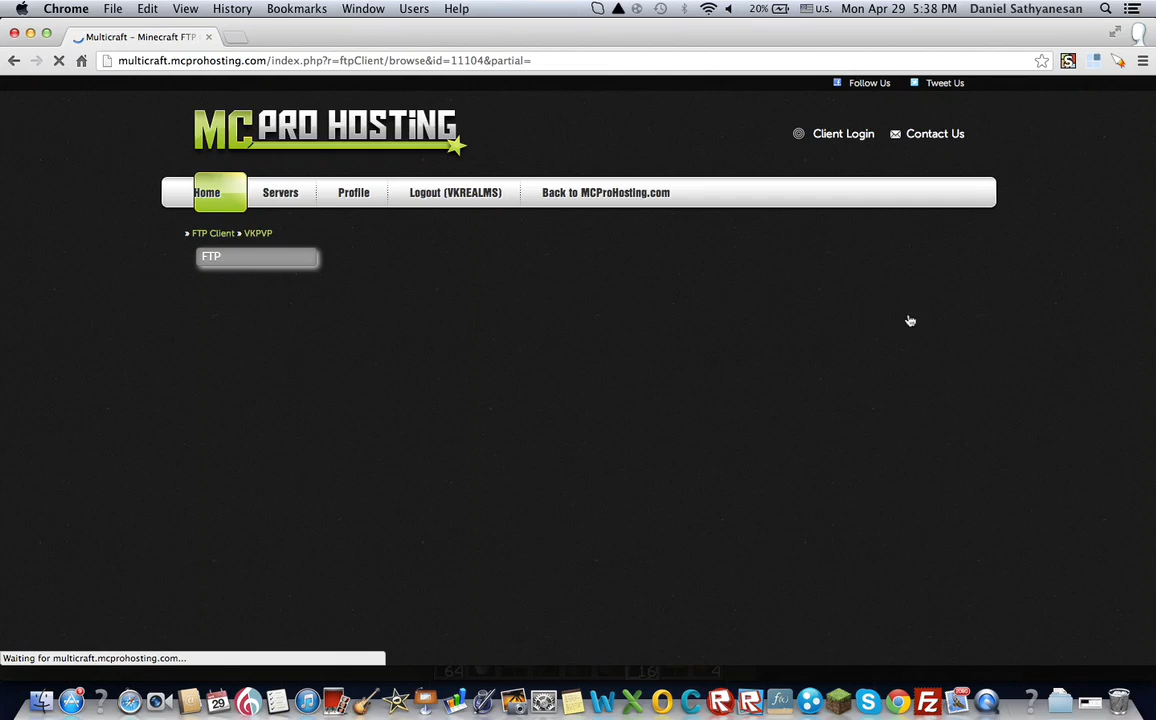 Chrome File Edit View History Bookmarks Window Users Help 20% U.S. Mon Apr 29 5:38 PM Daniel Sathyanesan
Multicraft – Minecraft FTP
multicraft.mcprohosting.com/index.php?r=ftpClient/browse&id=11104&partial=
Follow Us Tweet Us
MC PRO HOSTING
Client Login Contact Us
Home Servers Profile Logout (VKREALMS) Back to MCProHosting.com
» FTP Client » VKPVP
FTP
Waiting for multicraft.mcprohosting.com...
64 16 4